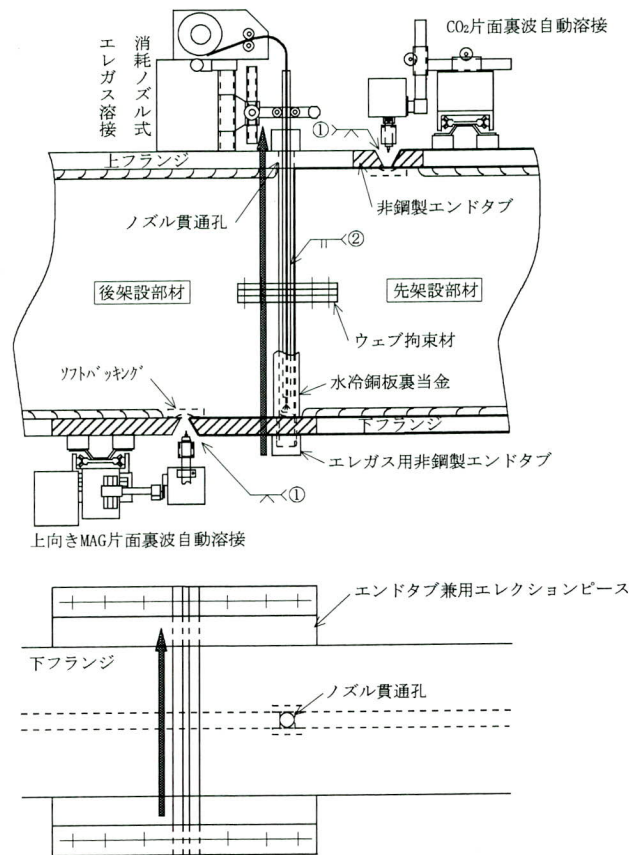 消耗ノズル式
エレガス溶接
CO₂片面裏波自動溶接
①
上フランジ
非鋼製エンドタブ
ノズル貫通孔
②
後架設部材
先架設部材
ウェブ拘束材
ソフトバッキング
水冷銅板裏当金
下フランジ
エレガス用非鋼製エンドタブ
①
上向きMAG片面裏波自動溶接
エンドタブ兼用エレクションピース
下フランジ
ノズル貫通孔